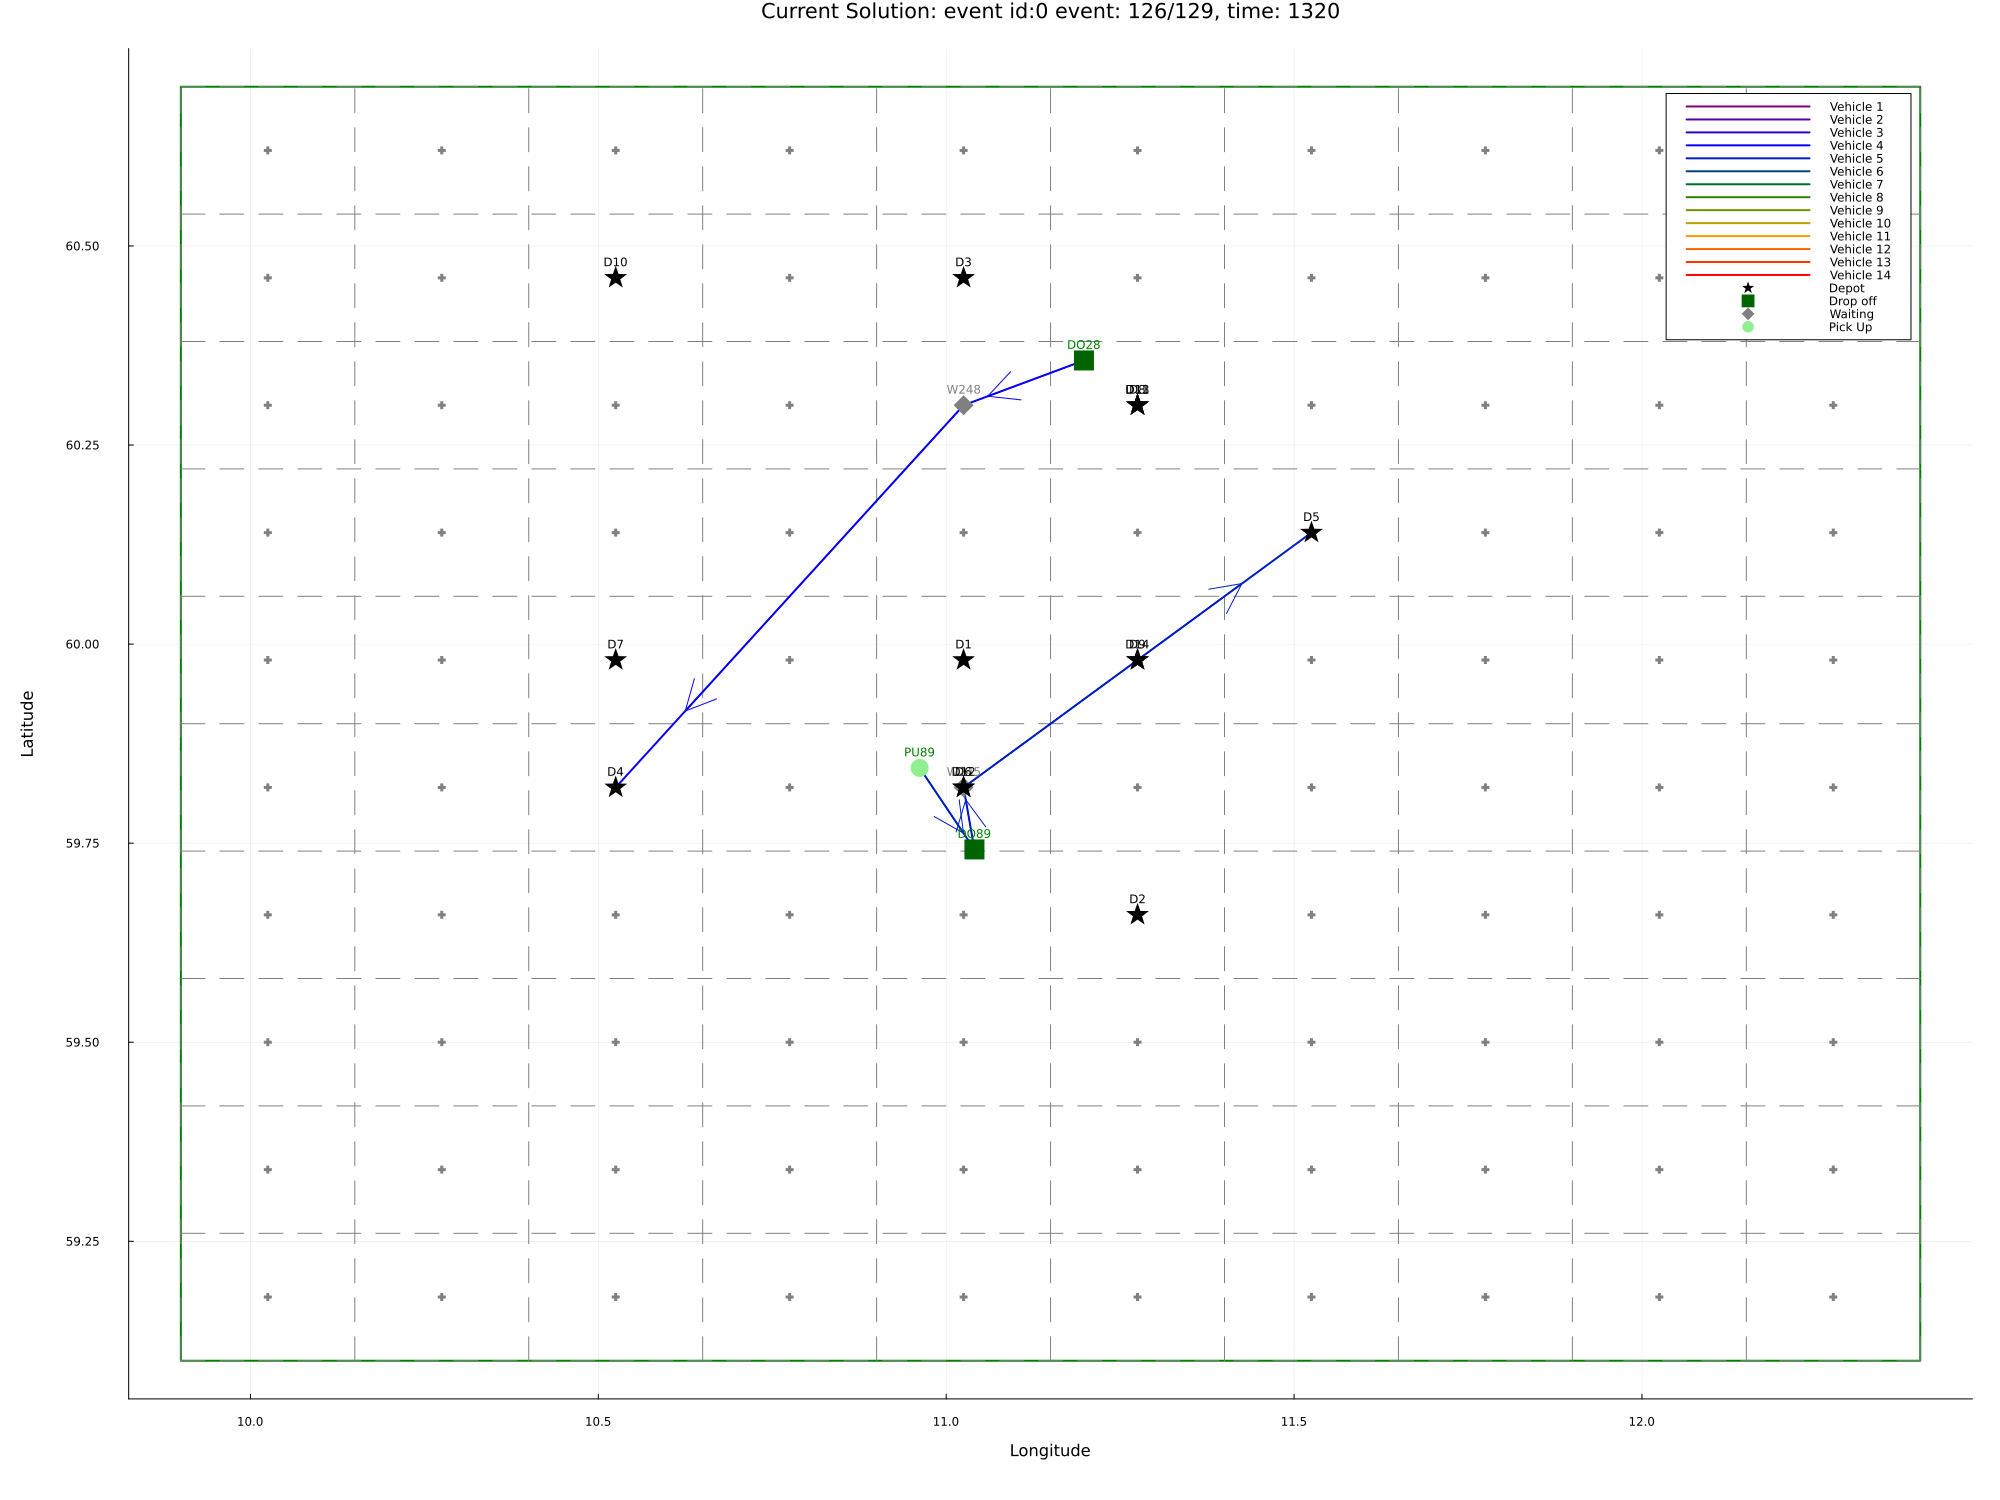 Current Solution: event id:0 event: 126/129, time: 1320
Vehicle 1
Vehicle 2
Vehicle 3
Vehicle 4
Vehicle 5
Vehicle 6
Vehicle 7
Vehicle 8
Vehicle 9
Vehicle 10
Vehicle 11
Vehicle 12
Vehicle 13
Vehicle 14
Depot
Drop off
Waiting
Pick Up
60.50
60.25
60.00
59.75
59.50
59.25
Latitude
D10
D3
DO28
W248
D5
D7
D1
PU89
D4
DO89
D2
10.0
10.5
11.0
11.5
12.0
Longitude